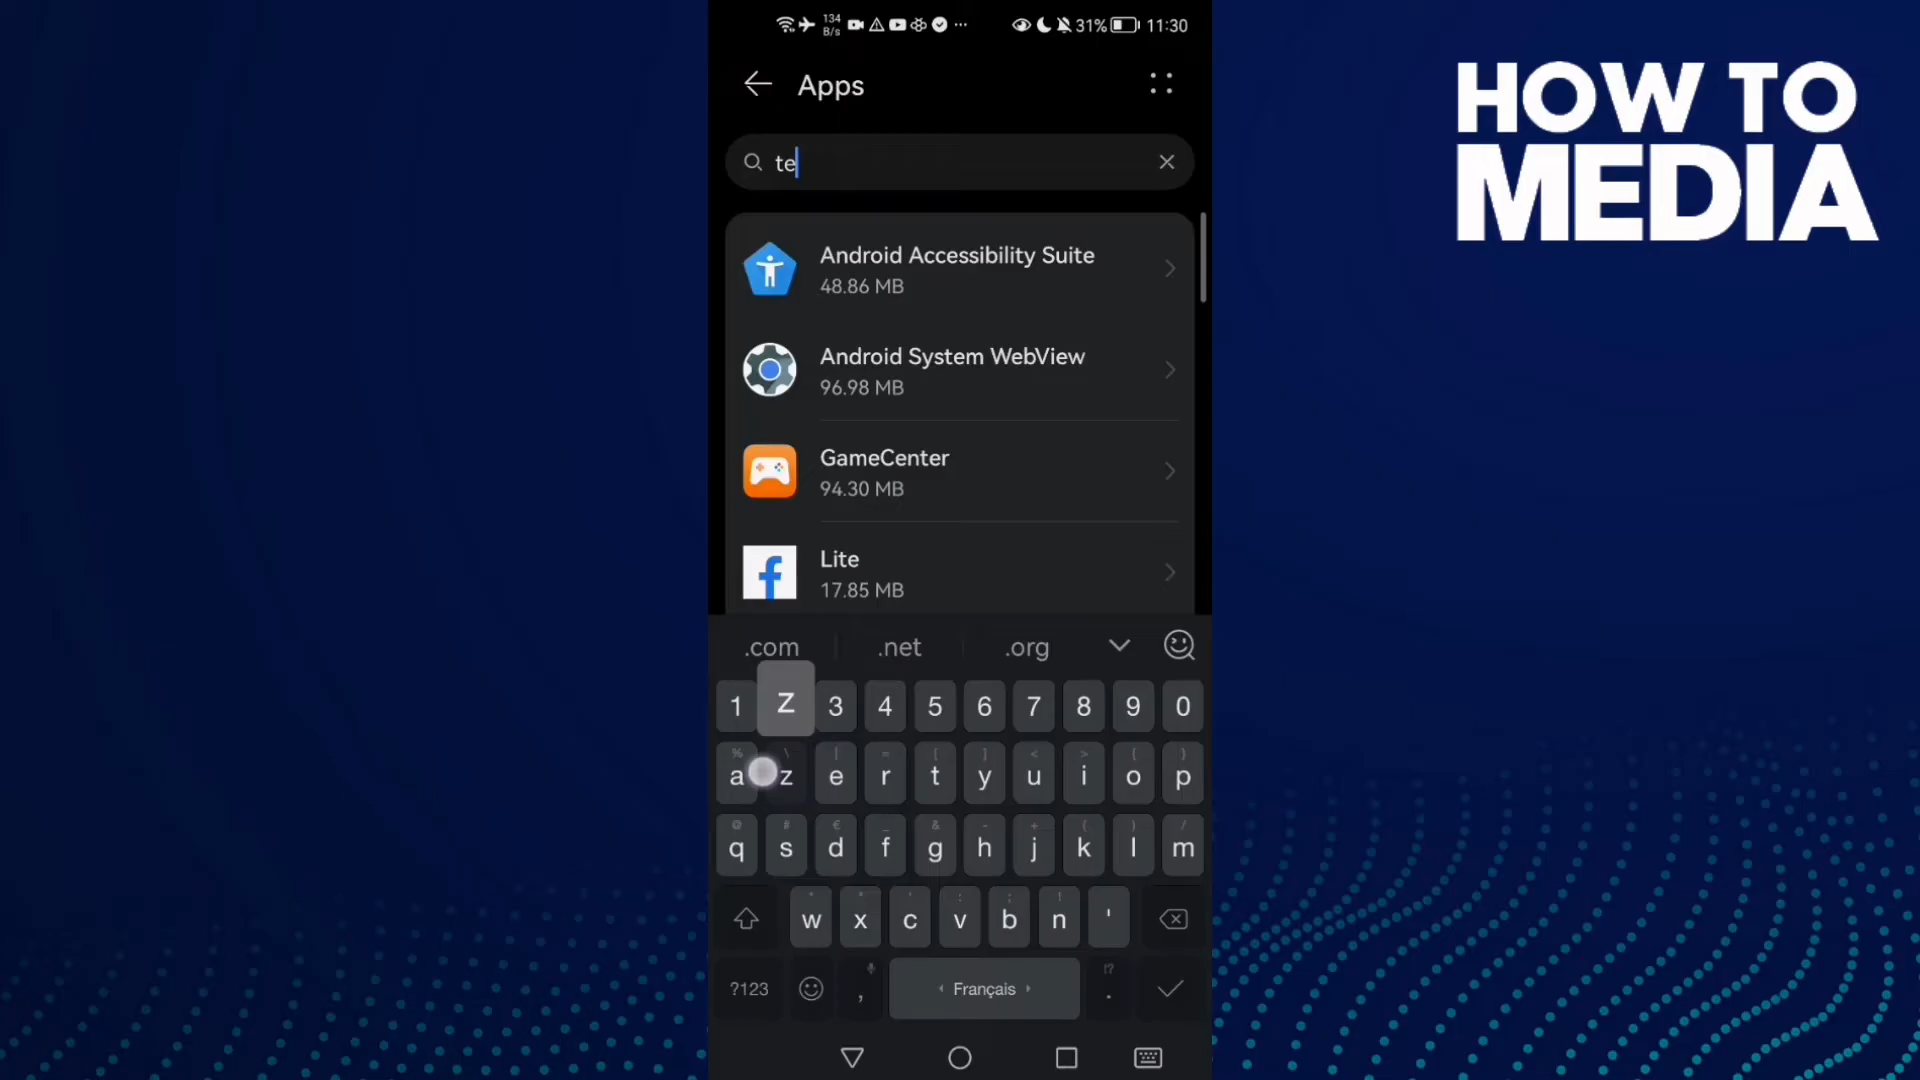 134
B/s
31%
11:30
Apps
te
Android Accessibility Suite
48.86 MB
Android System WebView
96.98 MB
GameCenter
94.30 MB
Lite
17.85 MB
.com .net .org
1 z 3 4 5 6 7 8 9 0
a z e r t y u i o p
q s d f g h j k l m
w x c v b n '
?123 , Français .
HOW TO
MEDIA